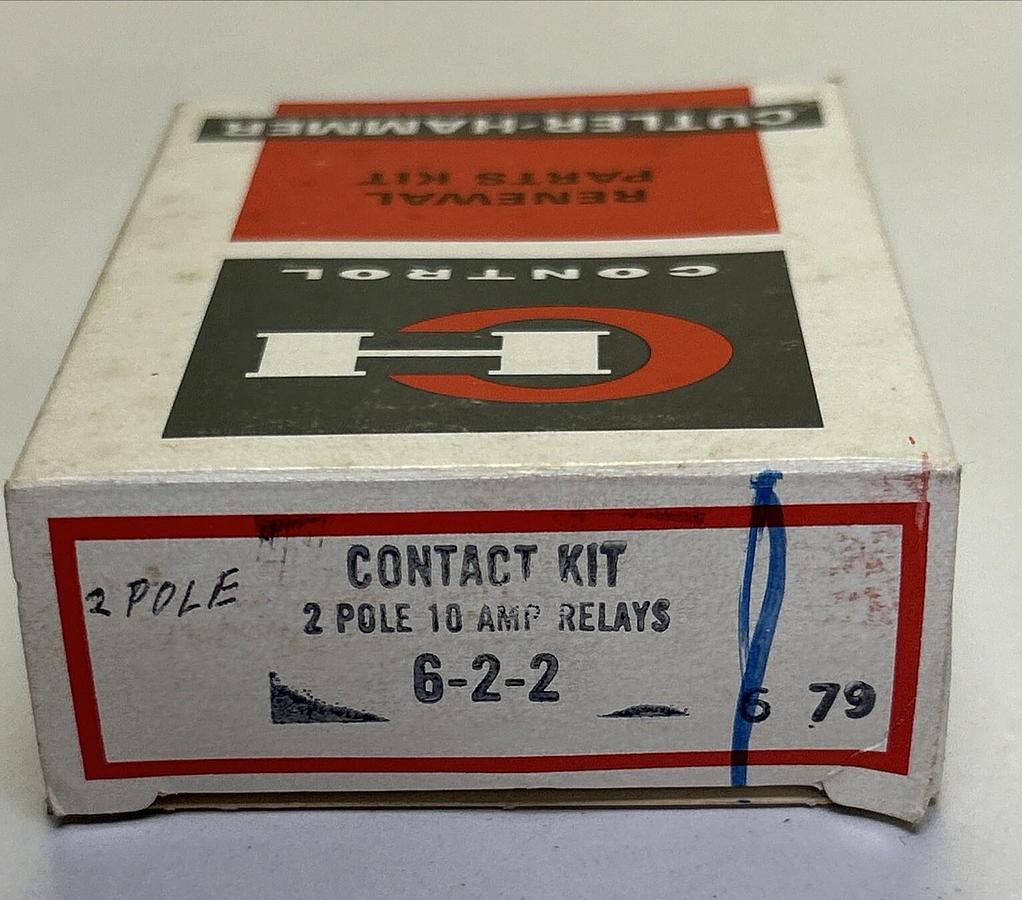 CUTLER-HAMMER
RENEWAL
PARTS KIT
CONTROL
CH
2 POLE
CONTACT KIT
2 POLE 10 AMP RELAYS
6-2-2
6 79